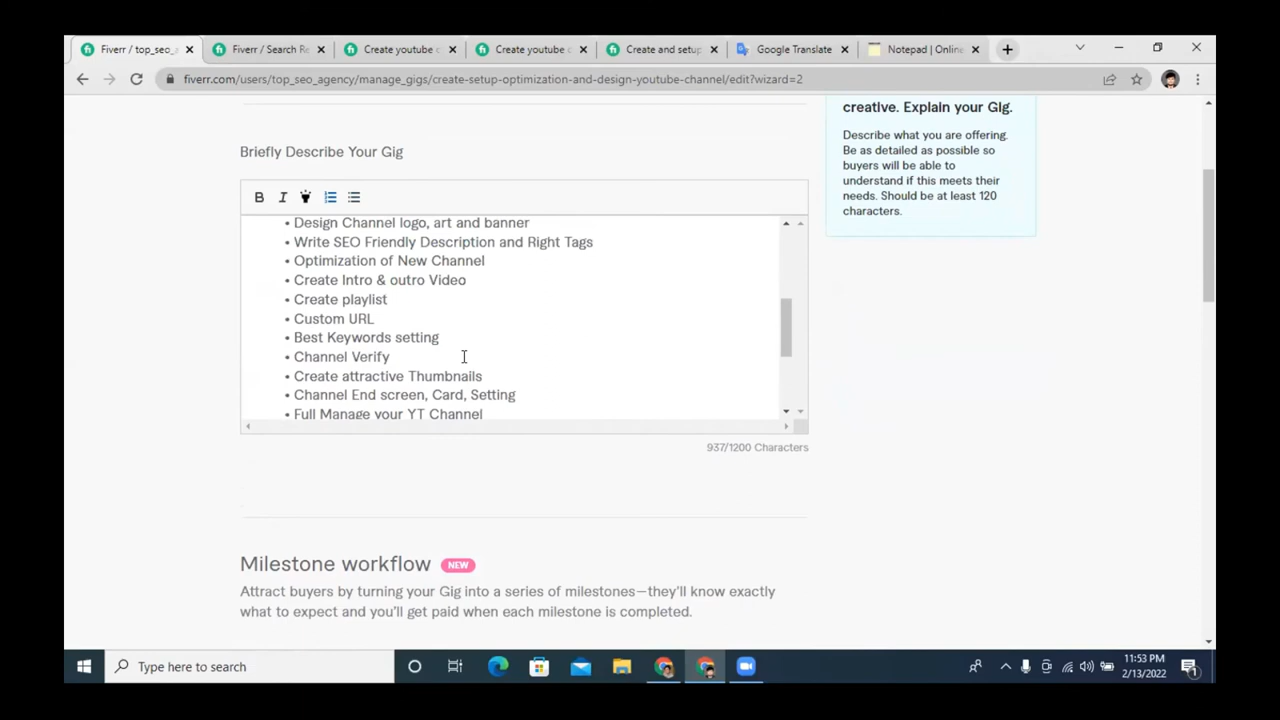 Fiverr / top_seo_
Fiverr / Search Re
Create youtube c
Create youtube c
Create and setup
Google Translate
Notepad | Online
fiverr.com/users/top_seo_agency/manage_gigs/create-setup-optimization-and-design-youtube-channel/edit?wizard=2
creative. Explain your Gig.
Describe what you are offering.
Be as detailed as possible so
buyers will be able to
understand if this meets their
needs. Should be at least 120
characters.
Briefly Describe Your Gig
B I
• Design Channel logo, art and banner
• Write SEO Friendly Description and Right Tags
• Optimization of New Channel
• Create Intro & outro Video
• Create playlist
• Custom URL
• Best Keywords setting
• Channel Verify
• Create attractive Thumbnails
• Channel End screen, Card, Setting
• Full Manage your YT Channel
937/1200 Characters
Milestone workflow NEW
Attract buyers by turning your Gig into a series of milestones—they'll know exactly
what to expect and you'll get paid when each milestone is completed.
Type here to search
11:53 PM
2/13/2022
1